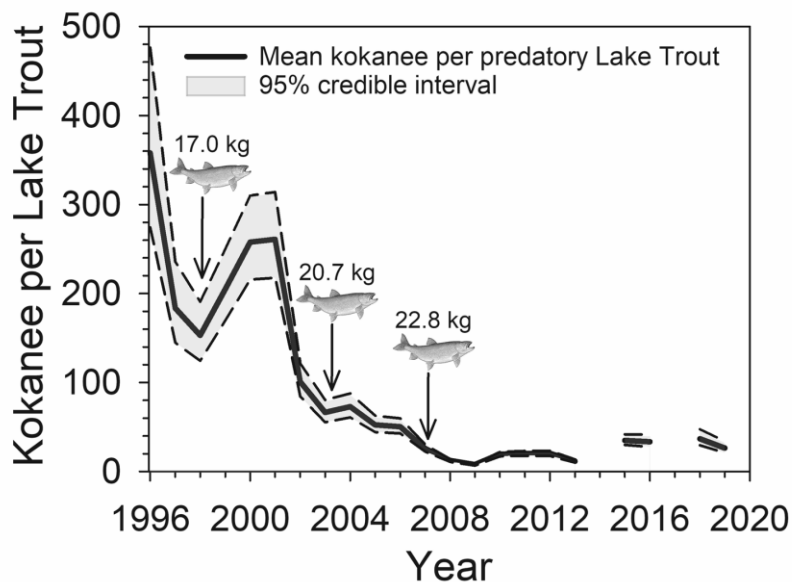 500
400
300
200
100
0
Kokanee per Lake Trout
Mean kokanee per predatory Lake Trout
95% credible interval
17.0 kg
20.7 kg
22.8 kg
1996 2000 2004 2008 2012 2016 2020
Year